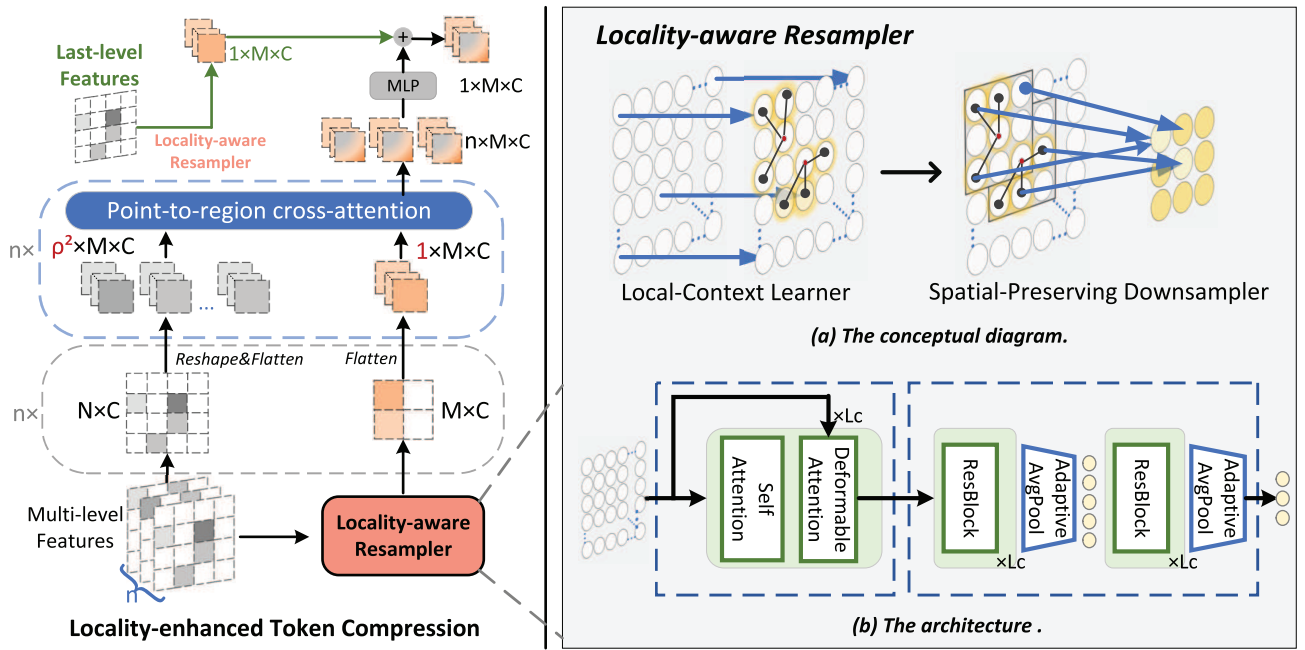 Last-level
Features
1×M×C
Locality-aware
Resampler
+
MLP
1×M×C
n×M×C
Point-to-region cross-attention
n×
ρ²×M×C
1×M×C
...
Reshape&Flatten
Flatten
n×
N×C
M×C
Multi-level
Features
n
Locality-aware
Resampler
Locality-enhanced Token Compression
Locality-aware Resampler
Local-Context Learner
Spatial-Preserving Downsampler
(a) The conceptual diagram.
×Lc
Self
Attention
Deformable
Attention
ResBlock
×Lc
Adaptive
AvgPool
ResBlock
×Lc
Adaptive
AvgPool
(b) The architecture .